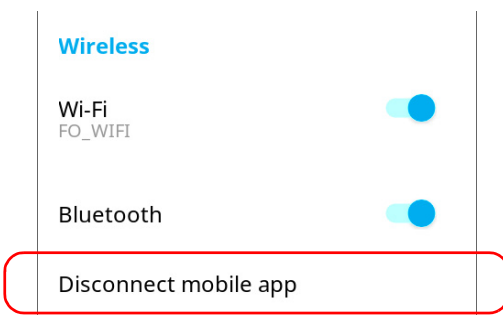 Wireless
Wi-Fi
FO_WIFI
Bluetooth
Disconnect mobile app